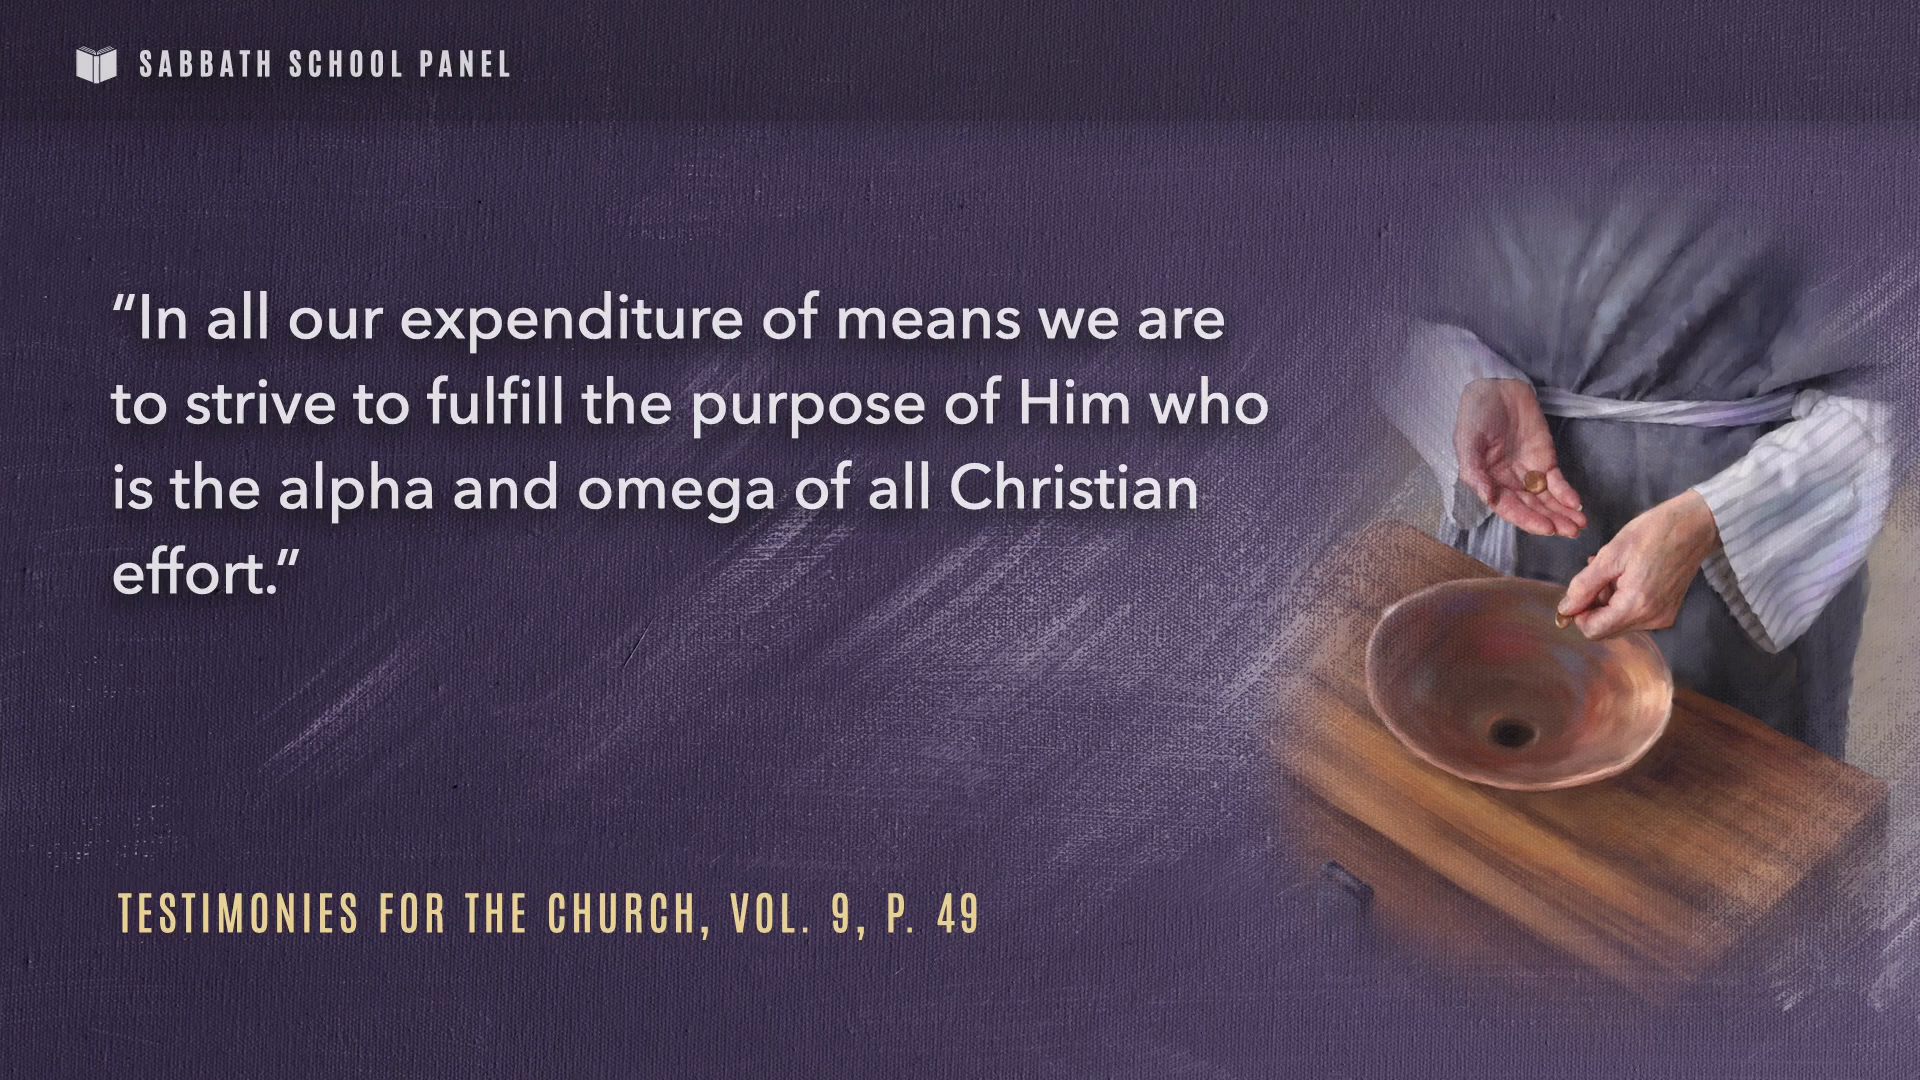 SABBATH SCHOOL PANEL
“In all our expenditure of means we are
to strive to fulfill the purpose of Him who
is the alpha and omega of all Christian
effort.”
TESTIMONIES FOR THE CHURCH, VOL. 9, P. 49